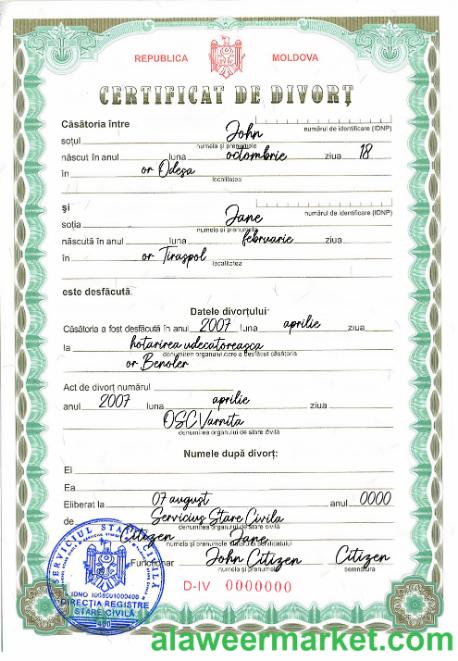 REPUBLICA MOLDOVA
CERTIFICAT DE DIVORȚ
Căsătoria între
numărul de identificare (IDNP)
soțul John
numele și prenumele
născut în anul luna octombrie ziua 18
în or Odesa
localitatea
și
numărul de identificare (IDNP)
soția Jane
numele și prenumele
născută în anul luna februarie ziua
în or Tiraspol
localitatea
este desfăcută.
Datele divorțului
Căsătoria a fost desfăcută în anul 2007 luna aprilie ziua
la hotarirea udecatoreasca
denumirea organului care a desfăcut căsătoria
or Benoler
Act de divorț numărul
anul 2007 luna aprilie ziua
OSC Varnita
denumirea organului de stare civilă
Numele după divorț:
El
Ea
Eliberat la 07 august anul 0000
de Servicius Stare Civila
Citizen Jane
numele și prenumele
Funcționar John Citizen Citizen
numele și prenumele semnătura
SERVICIUL STARE CIVILĂ
DIRECȚIA REGISTRE
STARE CIVILĂ
400
D-IV 0000000
alaweermarket.com